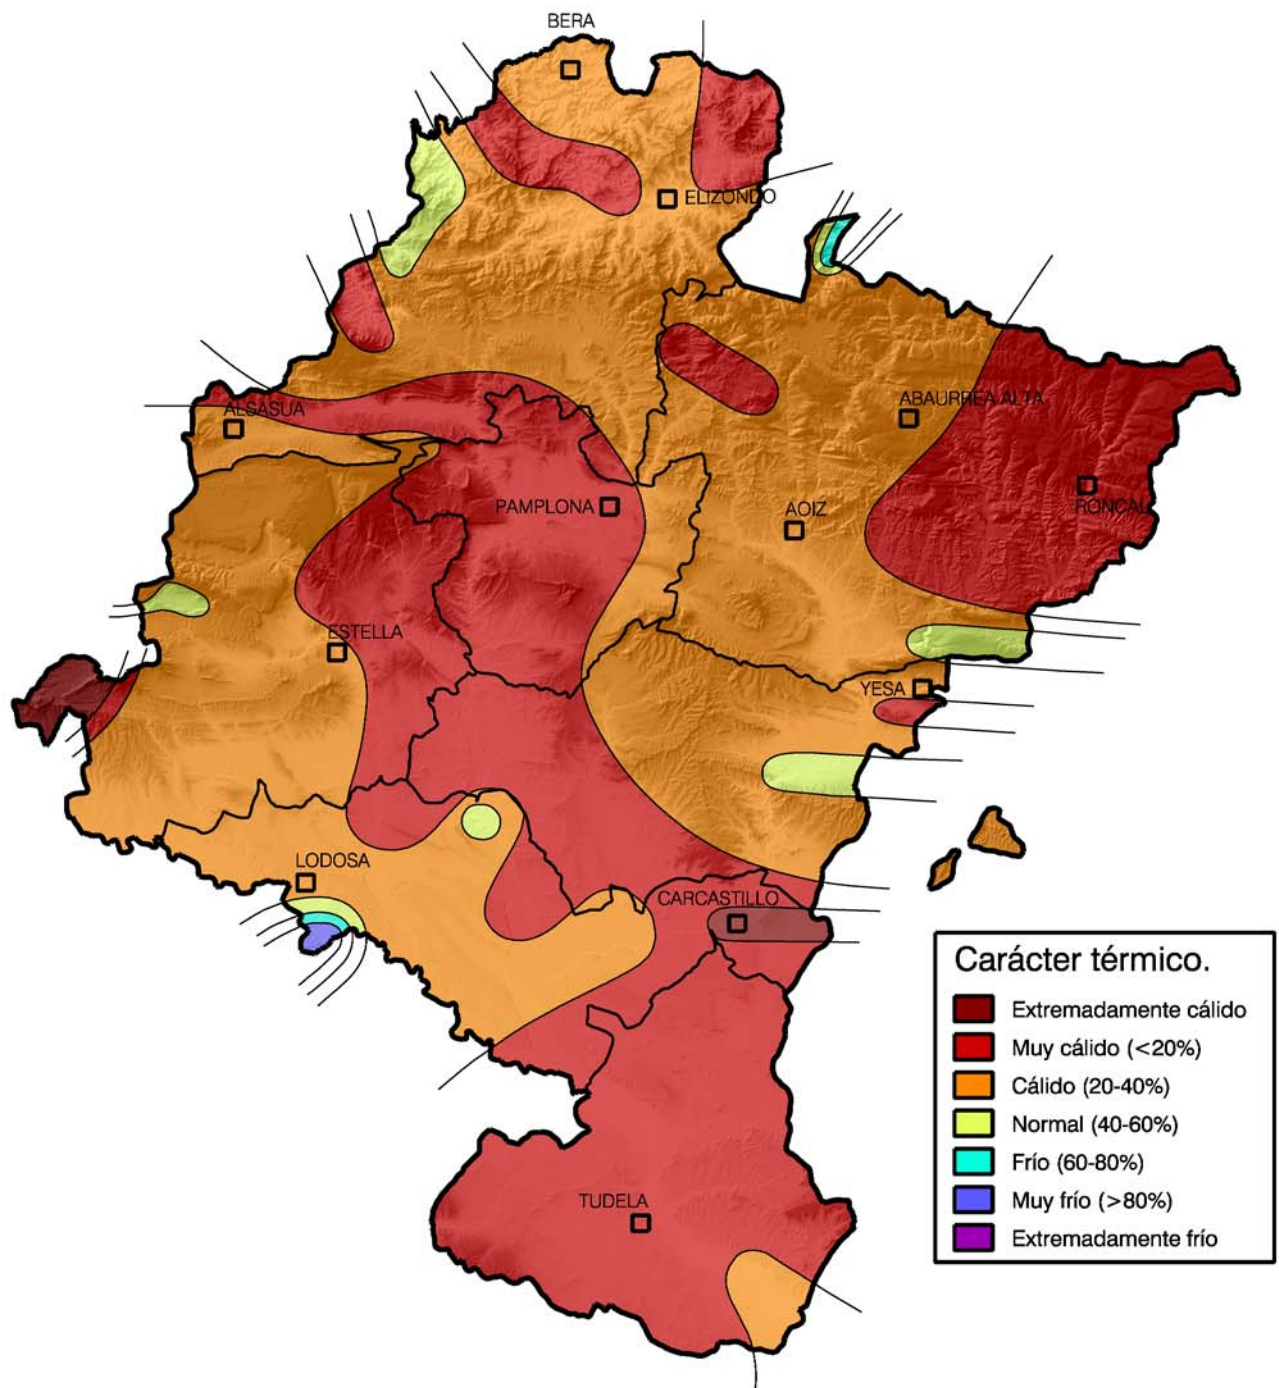 BERA
ELIZONDO
ALSASUA
ABAURREA ALTA
PAMPLONA
AOIZ
RONCAL
ESTELLA
YESA
LODOSA
CARCASTILLO
TUDELA
Carácter térmico.
Extremadamente cálido
Muy cálido (<20%)
Cálido (20-40%)
Normal (40-60%)
Frío (60-80%)
Muy frío (>80%)
Extremadamente frío